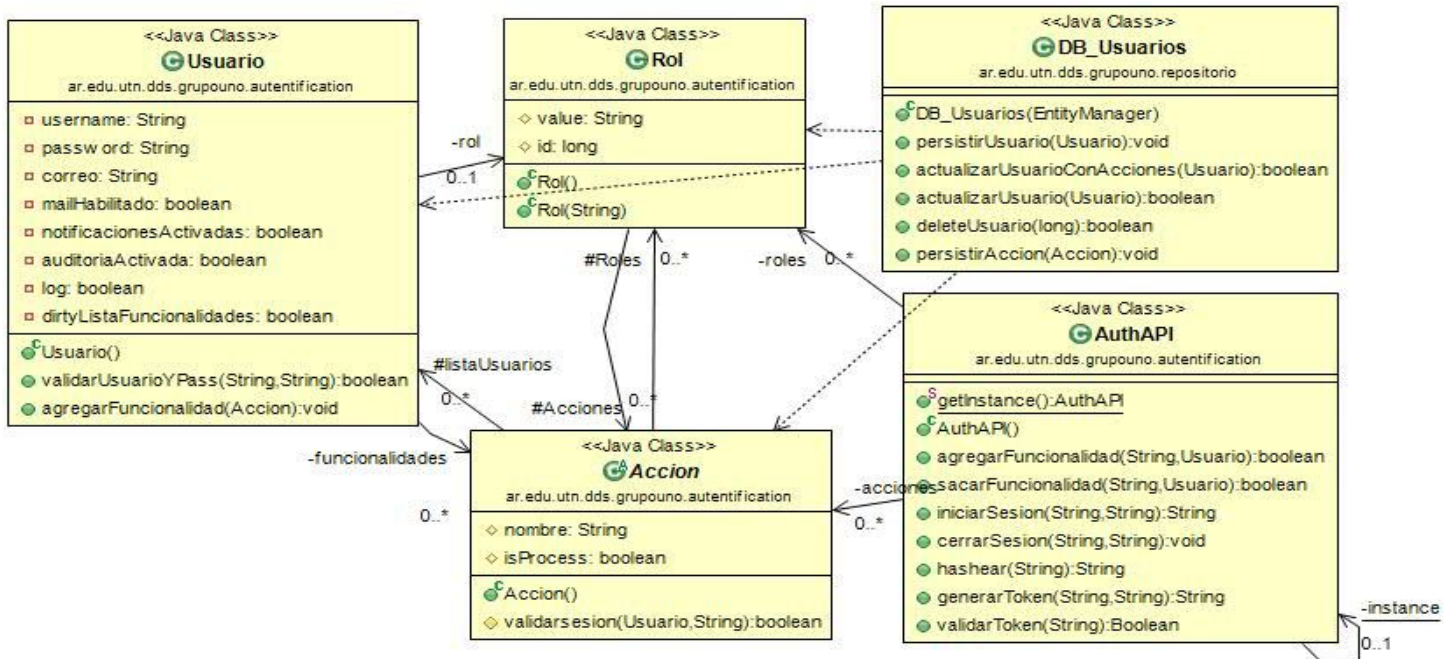 <<Java Class>>
Usuario
ar.edu.utn.dds.grupouno.autentification
username: String
password: String
correo: String
mailHabilitado: boolean
notificacionesActivadas: boolean
auditoriaActivada: boolean
log: boolean
dirtyListaFuncionalidades: boolean
Usuario()
validarUsuarioYPass(String,String):boolean
agregarFuncionalidad(Accion):void
-rol
0..1
<<Java Class>>
Rol
ar.edu.utn.dds.grupouno.autentification
value: String
id: long
Rol()
Rol(String)
<<Java Class>>
DB_Usuarios
ar.edu.utn.dds.grupouno.repositorio
DB_Usuarios(EntityManager)
persistirUsuario(Usuario):void
actualizarUsuarioConAcciones(Usuario):boolean
actualizarUsuario(Usuario):boolean
deleteUsuario(long):boolean
persistirAccion(Accion):void
#Roles
0..*
-roles
0..*
#listaUsuarios
0..*
#Acciones
0..*
-funcionalidades
0..*
<<Java Class>>
Accion
ar.edu.utn.dds.grupouno.autentification
nombre: String
isProcess: boolean
Accion()
validarsesion(Usuario,String):boolean
-acciones
0..*
<<Java Class>>
AuthAPI
ar.edu.utn.dds.grupouno.autentification
getInstance():AuthAPI
AuthAPI()
agregarFuncionalidad(String,Usuario):boolean
sacarFuncionalidad(String,Usuario):boolean
iniciarSesion(String,String):String
cerrarSesion(String,String):void
hashear(String):String
generarToken(String,String):String
validarToken(String):Boolean
-instance
0..1